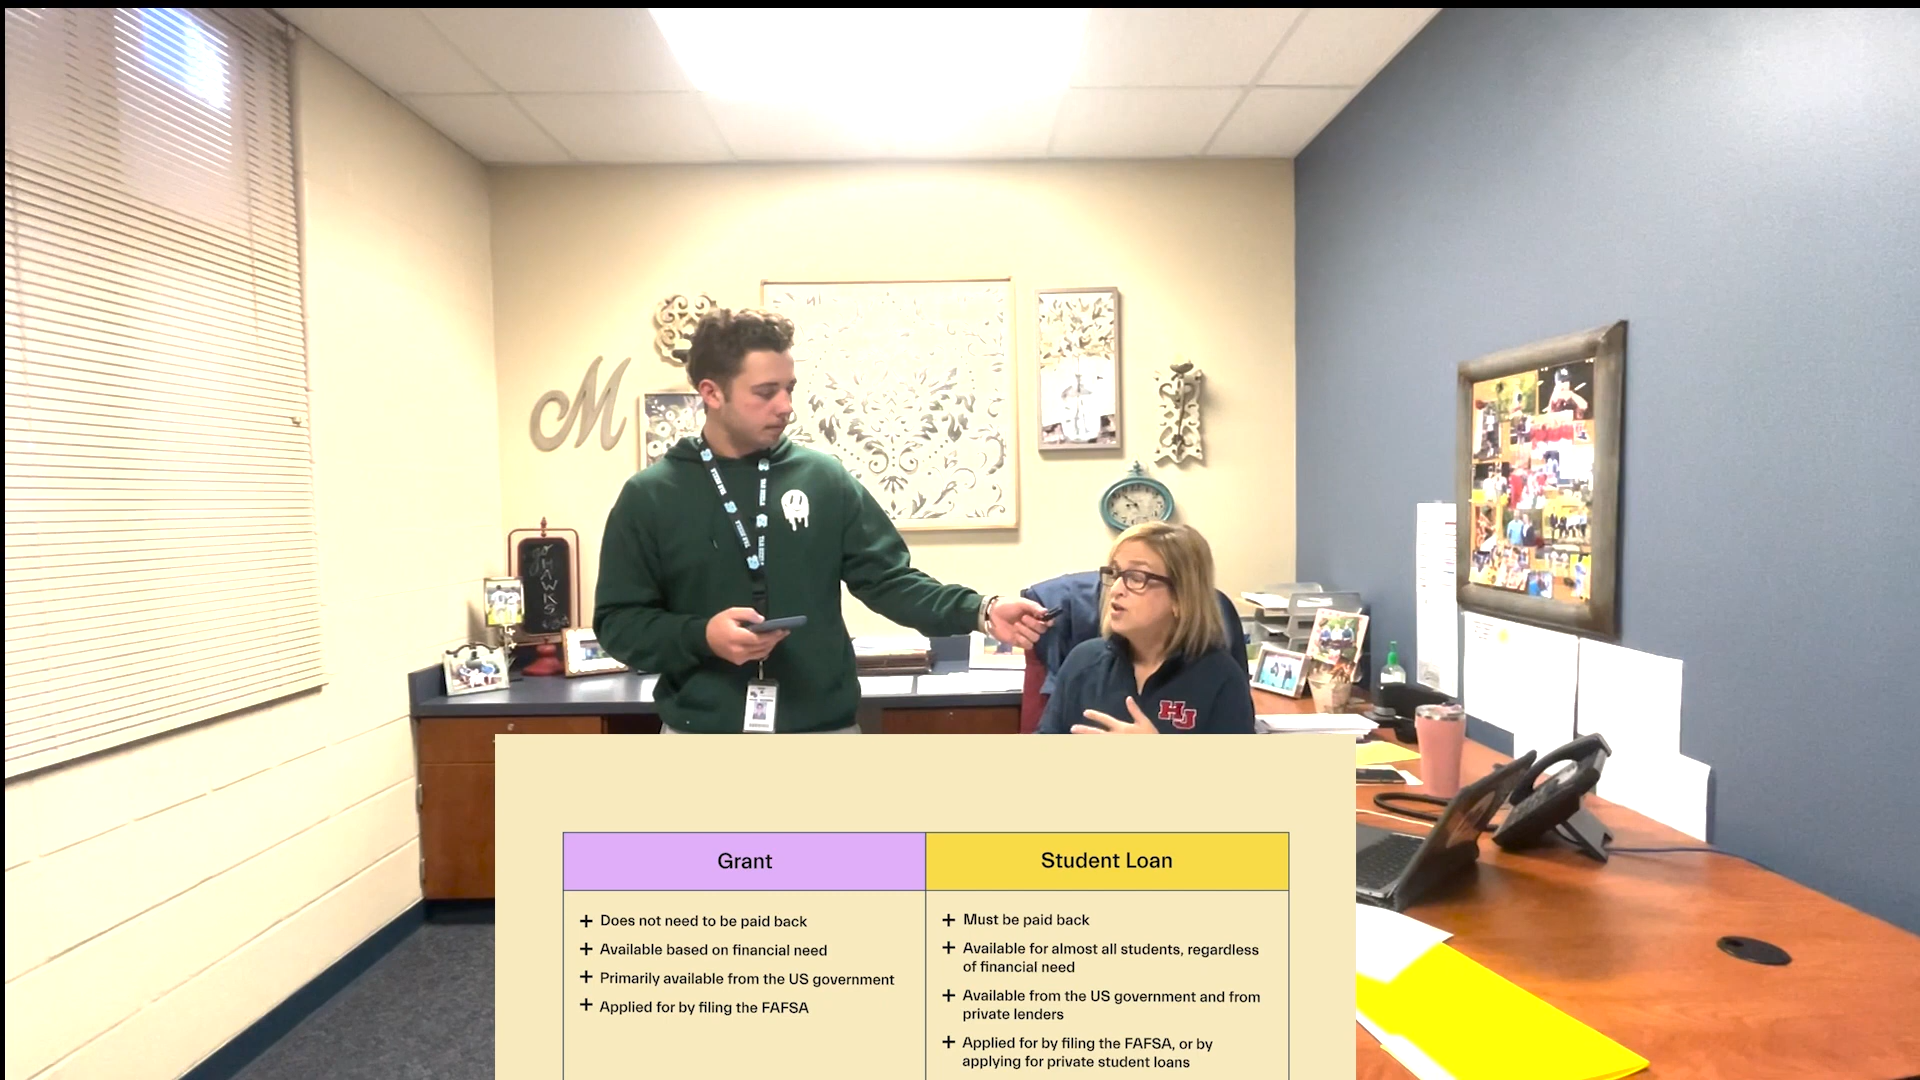 M
go
HAWKS
HJ
Grant
Student Loan
+ Does not need to be paid back
+ Available based on financial need
+ Primarily available from the US government
+ Applied for by filing the FAFSA
+ Must be paid back
+ Available for almost all students, regardless
of financial need
+ Available from the US government and from
private lenders
+ Applied for by filing the FAFSA, or by
applying for private student loans